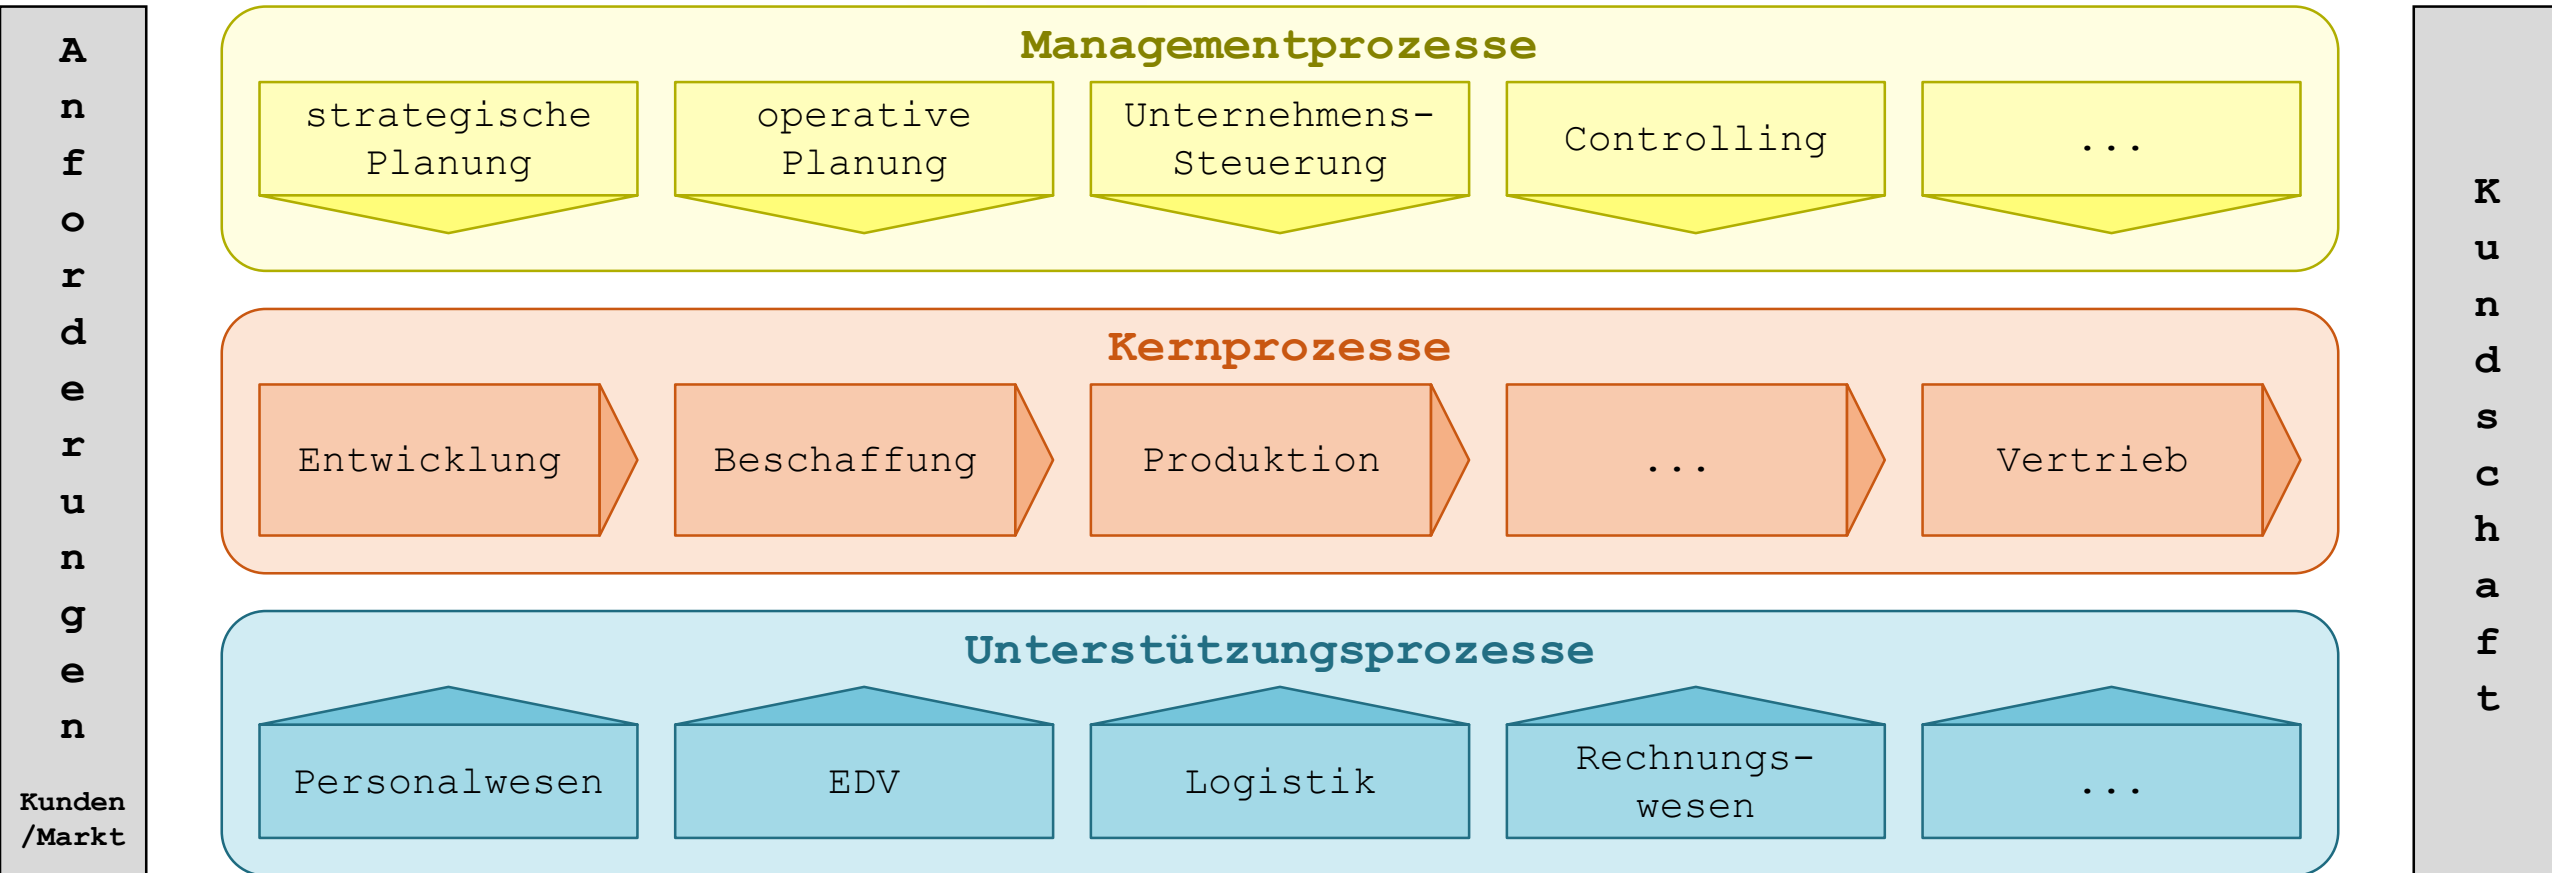 Anforderungen
Kunden
/Markt
Managementprozesse
strategische
Planung
operative
Planung
Unternehmens-
Steuerung
Controlling
...
Kernprozesse
Entwicklung
Beschaffung
Produktion
...
Vertrieb
Unterstützungsprozesse
Personalwesen
EDV
Logistik
Rechnungs-
wesen
...
Kundschaft